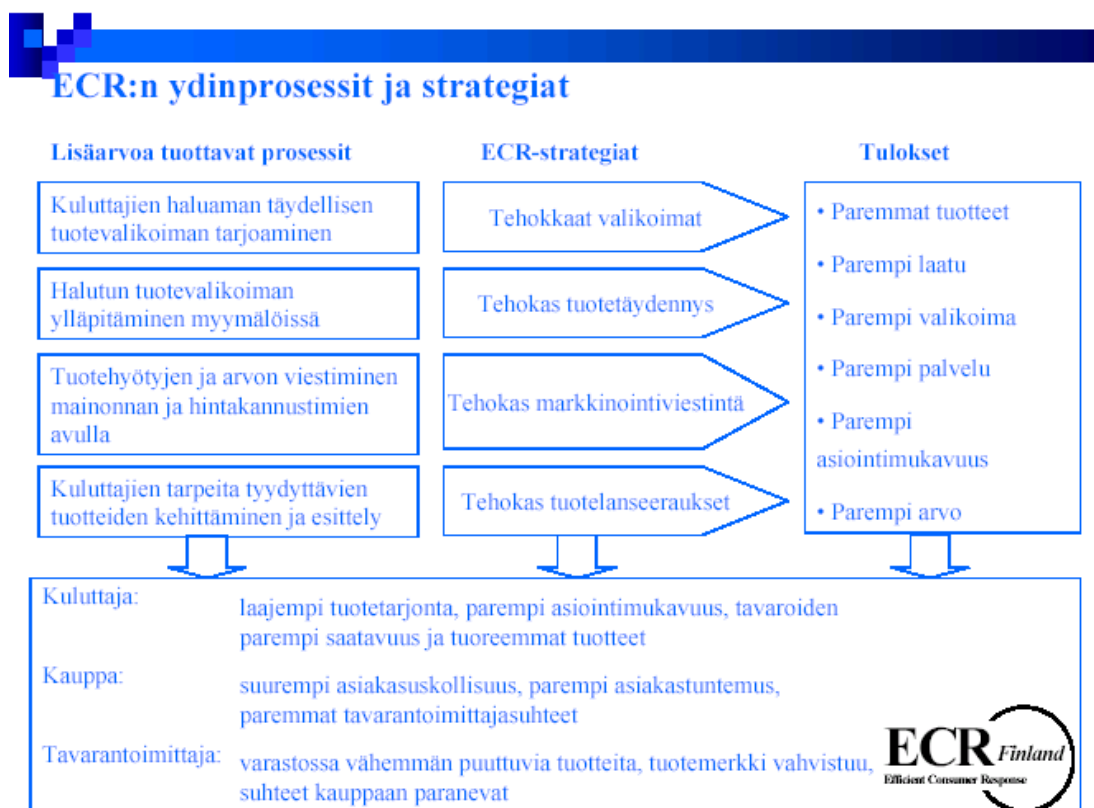 ECR:n ydinprosessit ja strategiat
Lisäarvoa tuottavat prosessit
ECR-strategiat
Tulokset
Kuluttajien haluaman täydellisen
tuotevalikoiman tarjoaminen
Tehokkaat valikoimat
Halutun tuotevalikoiman
ylläpitäminen myymälöissä
Tehokas tuotetäydennys
Tuotehyötyjen ja arvon viestiminen
mainonnan ja hintakannustimien
avulla
Tehokas markkinointiviestintä
Kuluttajien tarpeita tyydyttävien
tuotteiden kehittäminen ja esittely
Tehokas tuotelanseeraukset
• Paremmat tuotteet
• Parempi laatu
• Parempi valikoima
• Parempi palvelu
• Parempi
asiointimukavuus
• Parempi arvo
Kuluttaja:
laajempi tuotetarjonta, parempi asiointimukavuus, tavaroiden
parempi saatavuus ja tuoreemmat tuotteet
Kauppa:
suurempi asiakasuskollisuus, parempi asiakastuntemus,
paremmat tavarantoimittajasuhteet
Tavarantoimittaja:
varastossa vähemmän puuttuvia tuotteita, tuotemerkki vahvistuu,
suhteet kauppaan paranevat
ECR Finland
Efficient Consumer Response